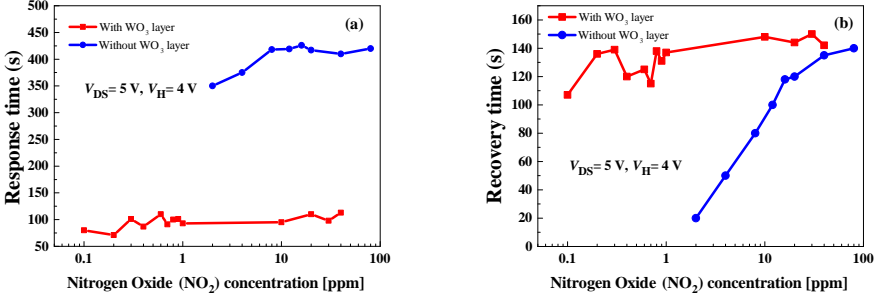 (a)
With WO3 layer
Without WO3 layer
VDS= 5 V, VH= 4 V
Response time (s)
500
450
400
350
300
250
200
150
100
50
0.1
1
10
100
Nitrogen Oxide (NO2) concentration [ppm]
(b)
With WO3 layer
Without WO3 layer
VDS= 5 V, VH= 4 V
Recovery time (s)
160
140
120
100
80
60
40
20
0
0.1
1
10
100
Nitrogen Oxide (NO2) concentration [ppm]